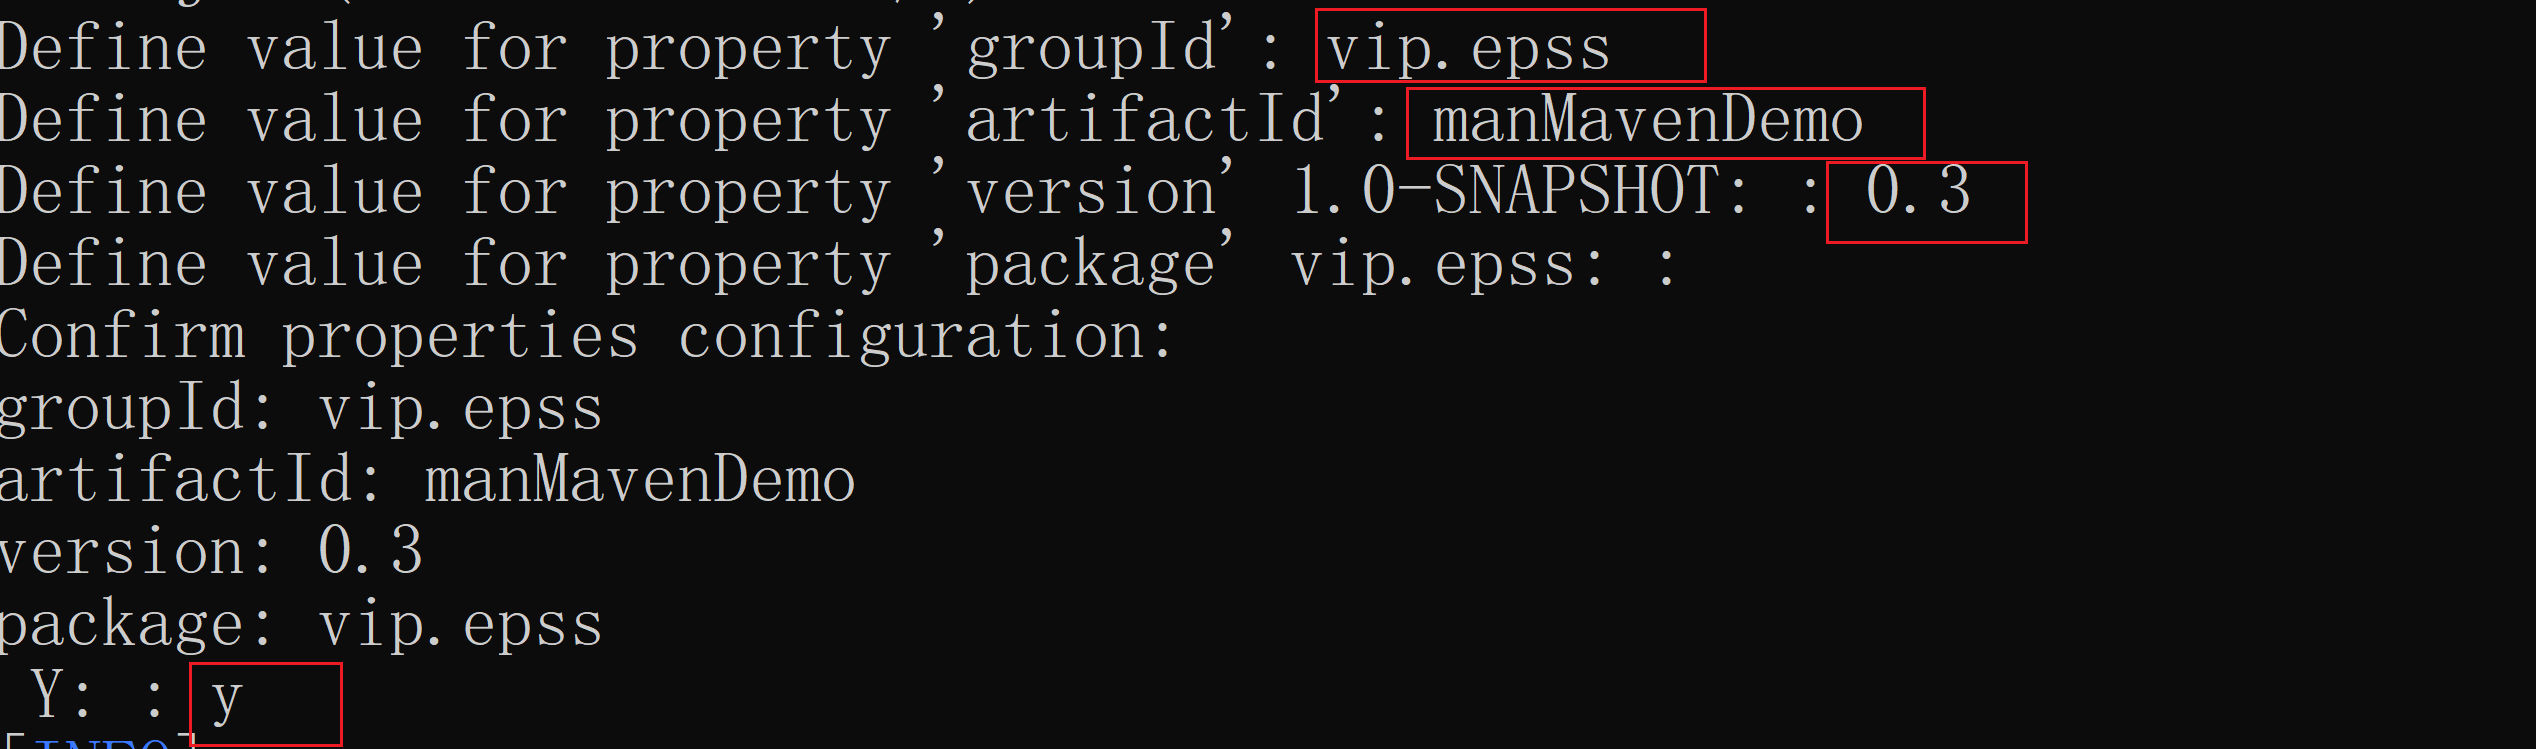 Define value for property 'groupId': vip.epss
Define value for property 'artifactId': manMavenDemo
Define value for property 'version' 1.0-SNAPSHOT: : 0.3
Define value for property 'package' vip.epss: :
Confirm properties configuration:
groupId: vip.epss
artifactId: manMavenDemo
version: 0.3
package: vip.epss
 Y: : y
[INFO]